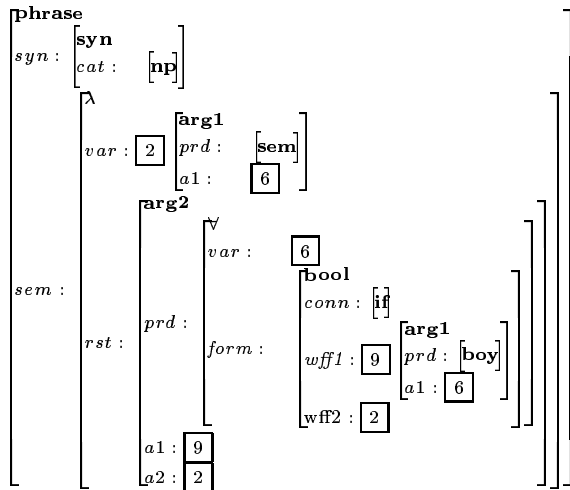 phrase
syn
syn :
cat : np
λ
arg1
var : 2 prd : sem
a1 : 6
arg2
∀
var : 6
bool
conn : if
sem : rst : prd : form :
arg1
wff1 : 9 prd : boy
a1 : 6
wff2 : 2
a1 : 9
a2 : 2